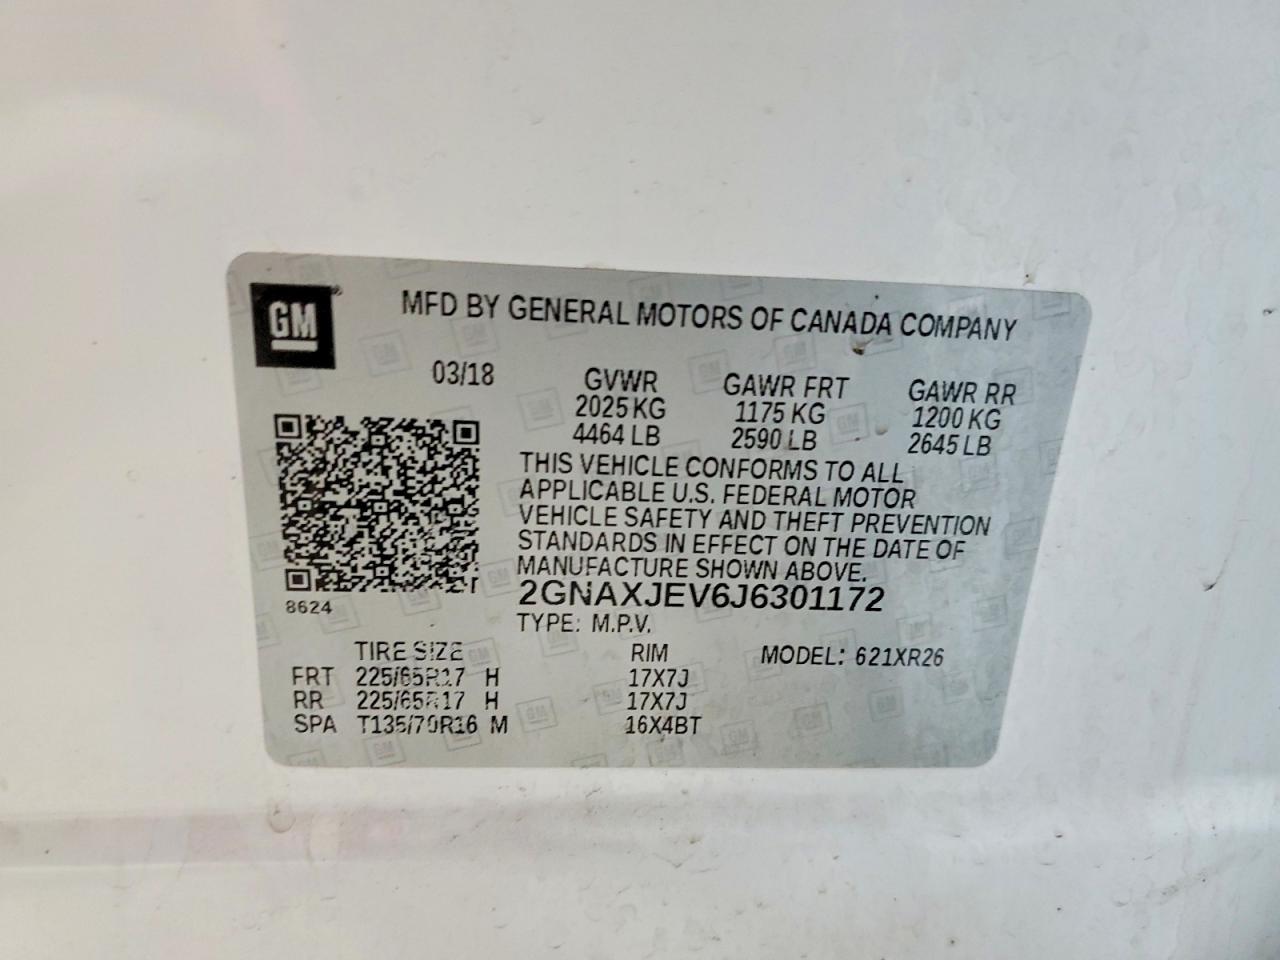 GM
MFD BY GENERAL MOTORS OF CANADA COMPANY
03/18 GVWR GAWR FRT GAWR RR
2025 KG 1175 KG 1200 KG
4464 LB 2590 LB 2645 LB
THIS VEHICLE CONFORMS TO ALL
APPLICABLE U.S. FEDERAL MOTOR
VEHICLE SAFETY AND THEFT PREVENTION
STANDARDS IN EFFECT ON THE DATE OF
MANUFACTURE SHOWN ABOVE.
8624 2GNAXJEV6J6301172
TYPE: M.P.V.
TIRE SIZE RIM MODEL: 621XR26
FRT 225/65R17 H 17X7J
RR 225/65R17 H 17X7J
SPA T135/70R16 M 16X4BT